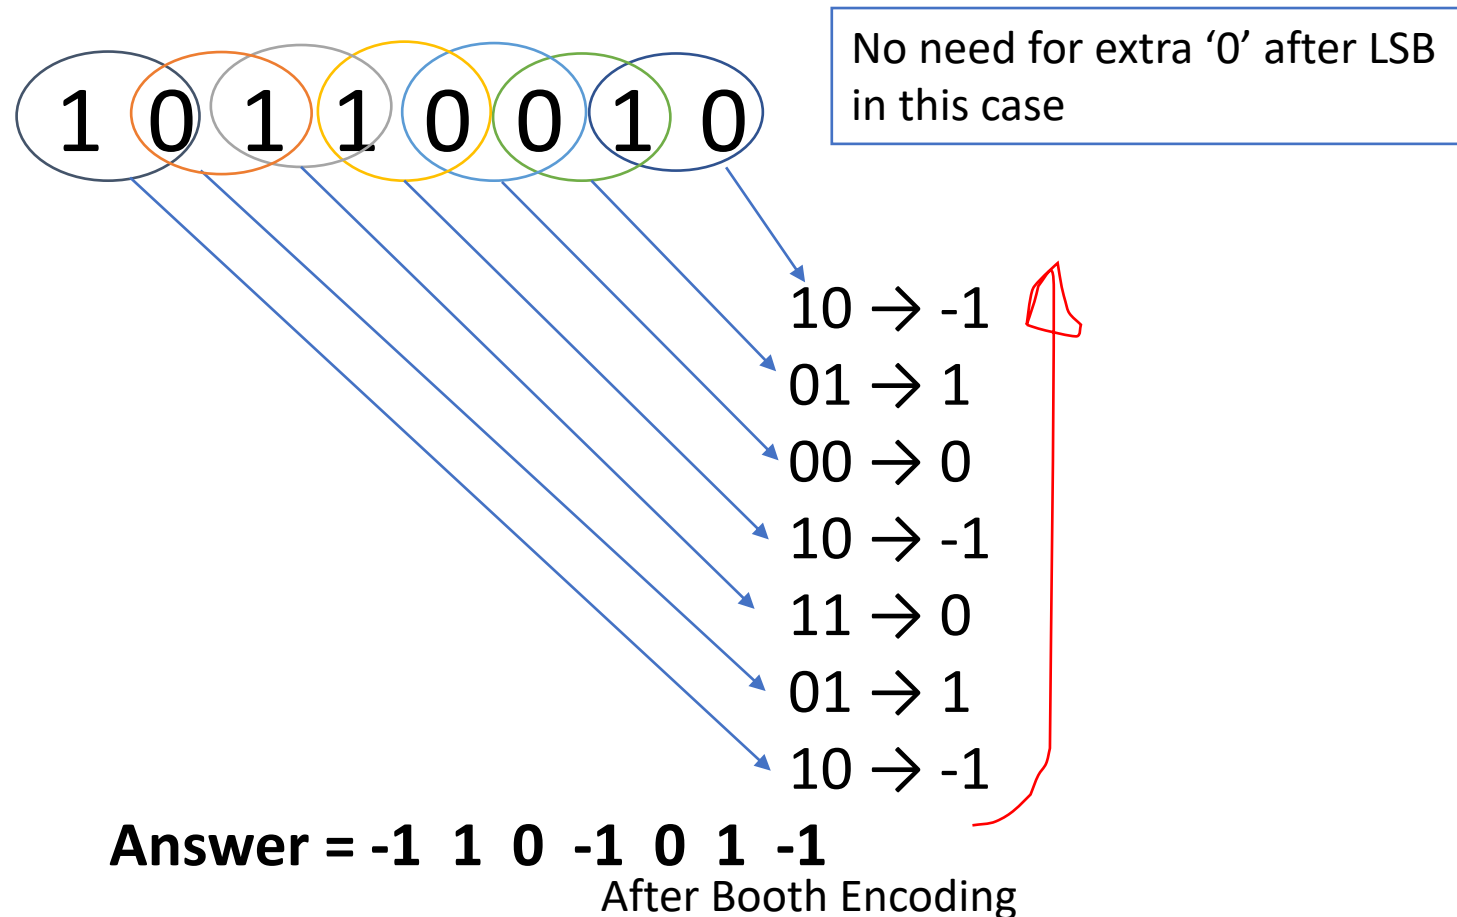 1 0 1 1 0 0 1 0
No need for extra ‘0’ after LSB
in this case
10 → -1
01 → 1
00 → 0
10 → -1
11 → 0
01 → 1
10 → -1
Answer = -1 1 0 -1 0 1 -1
After Booth Encoding